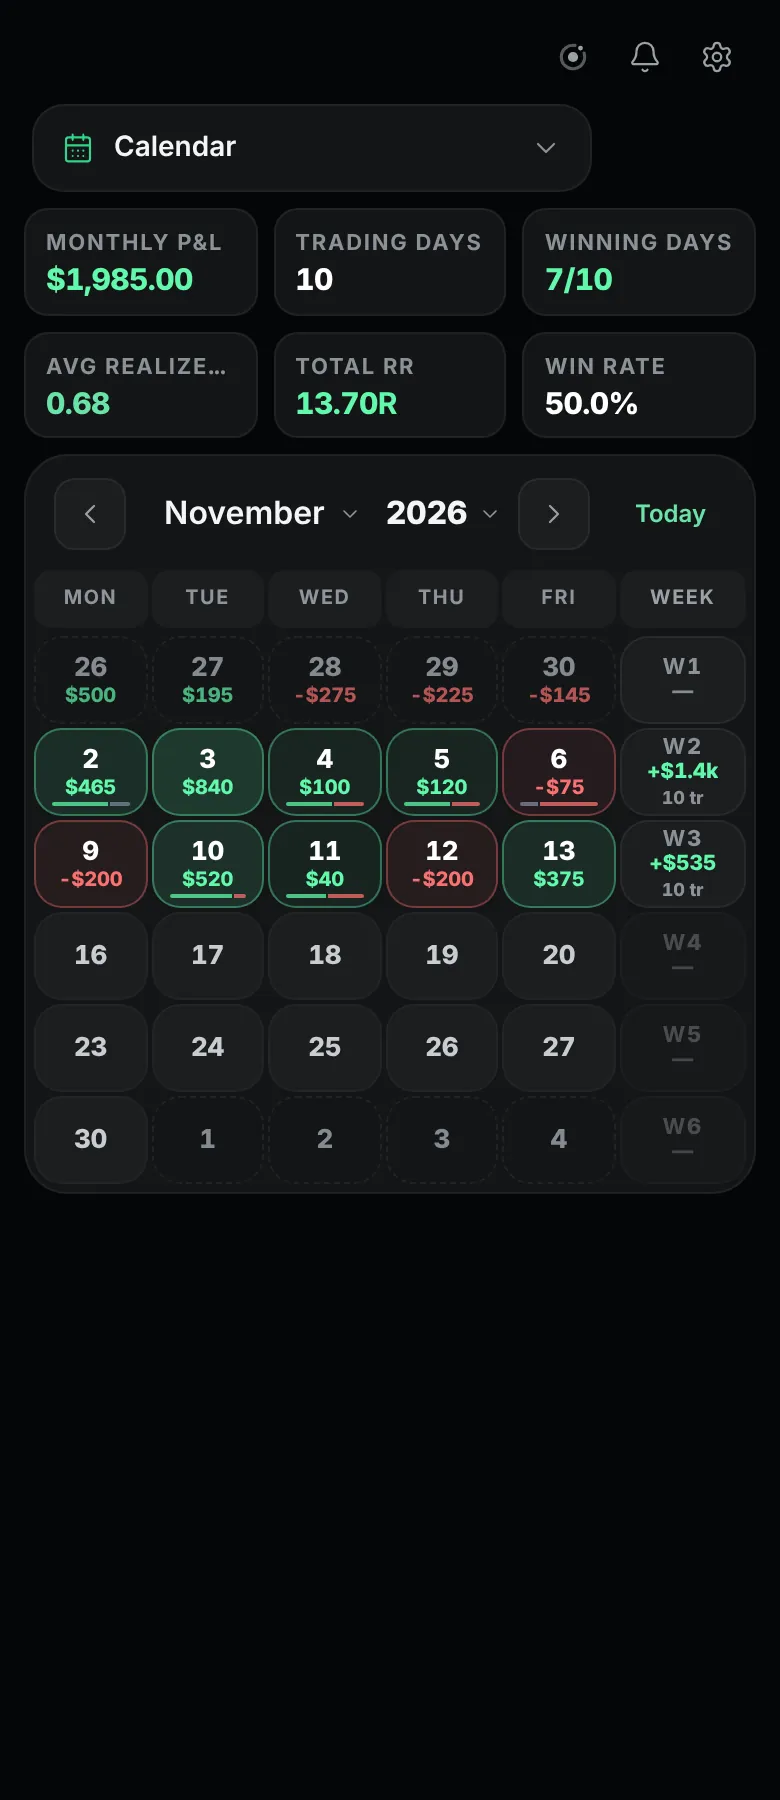 Calendar
MONTHLY P&L TRADING DAYS WINNING DAYS
$1,985.00 10 7/10
AVG REALIZE... TOTAL RR WIN RATE
0.68 13.70R 50.0%
November 2026 Today
MON TUE WED THU FRI WEEK
26 27 28 29 30 W1
$500 $195 -$275 -$225 -$145 —
2 3 4 5 6 W2
$465 $840 $100 $120 -$75 +$1.4k
10 tr
9 10 11 12 13 W3
-$200 $520 $40 -$200 $375 +$535
10 tr
16 17 18 19 20 W4
—
23 24 25 26 27 W5
—
30 1 2 3 4 W6
—